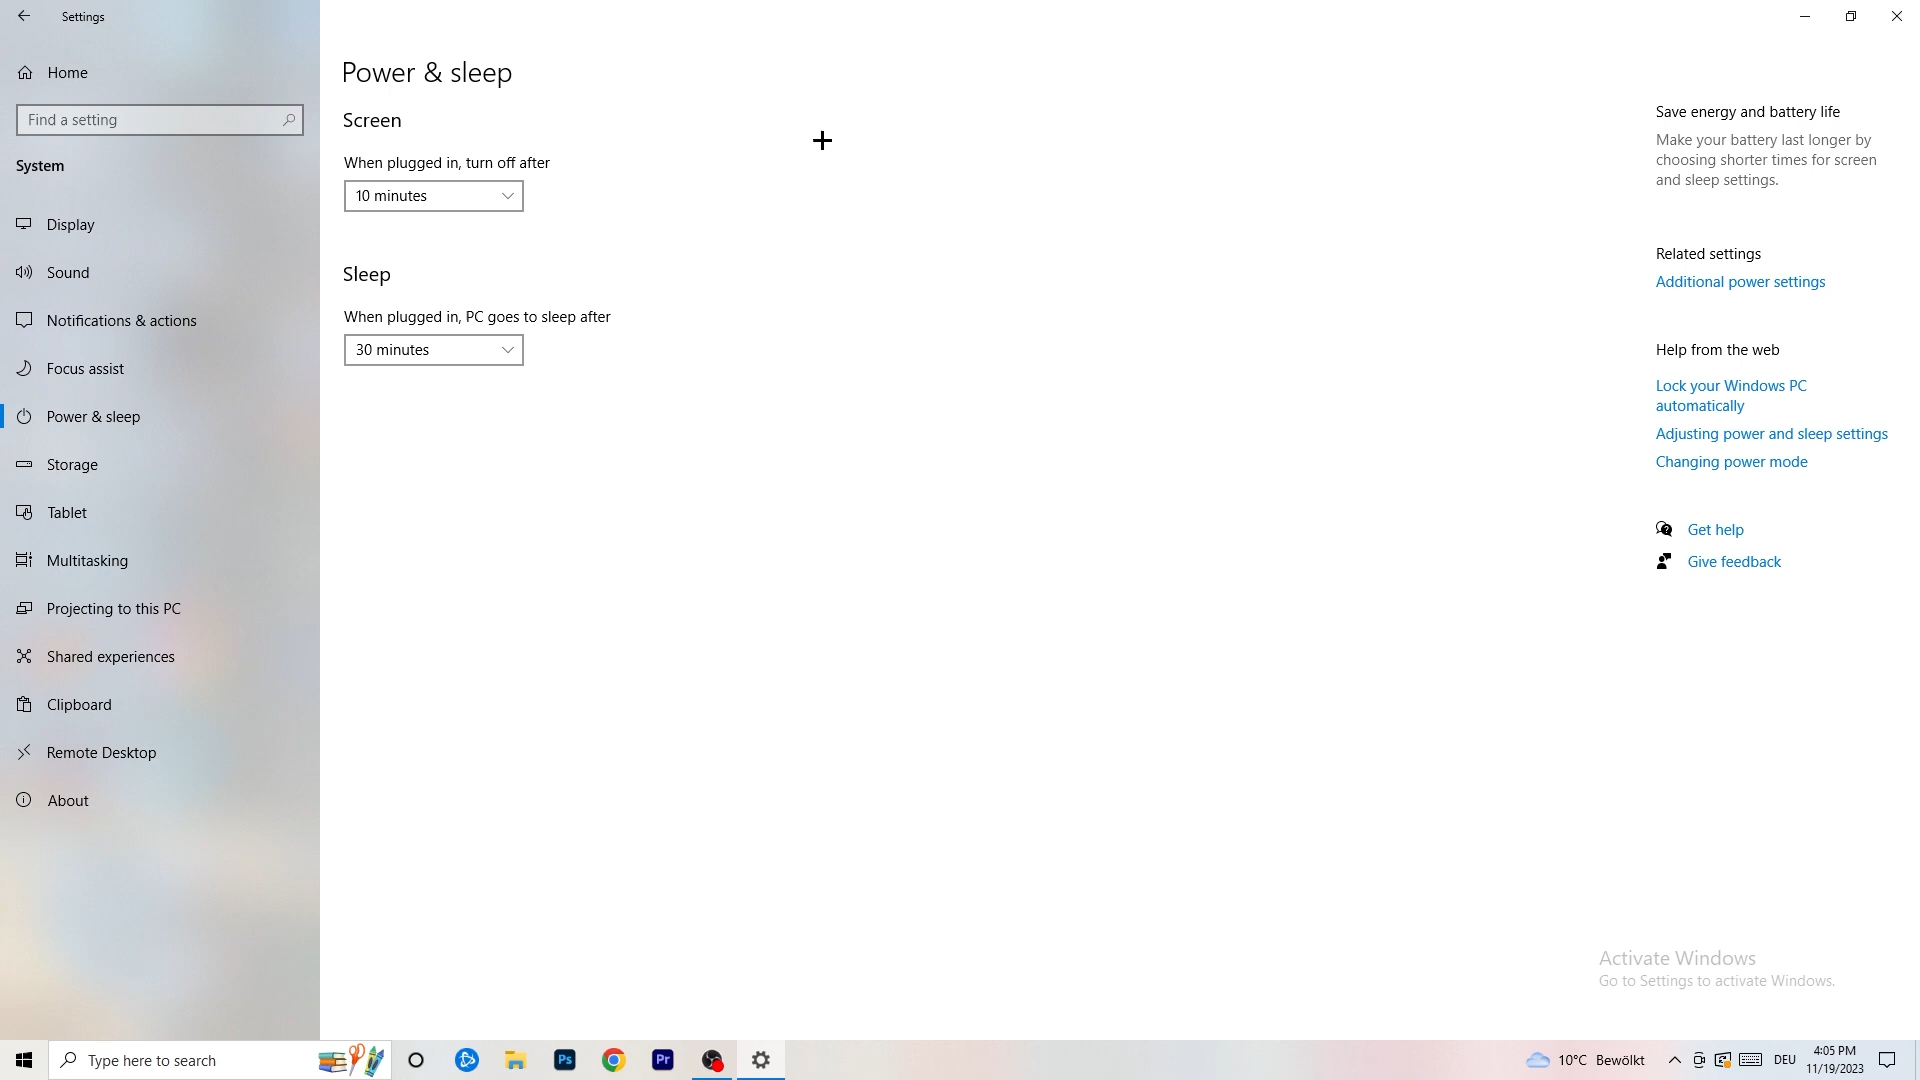 Settings
Home
Find a setting
System
Display
Sound
Notifications & actions
Focus assist
Power & sleep
Storage
Tablet
Multitasking
Projecting to this PC
Shared experiences
Clipboard
Remote Desktop
About
Power & sleep
Screen
When plugged in, turn off after
10 minutes
Sleep
When plugged in, PC goes to sleep after
30 minutes
Save energy and battery life
Make your battery last longer by
choosing shorter times for screen
and sleep settings.
Related settings
Additional power settings
Help from the web
Lock your Windows PC
automatically
Adjusting power and sleep settings
Changing power mode
Get help
Give feedback
Activate Windows
Go to Settings to activate Windows.
Type here to search
Ps
Pr
10°C Bewölkt
DEU
4:05 PM
11/19/2023